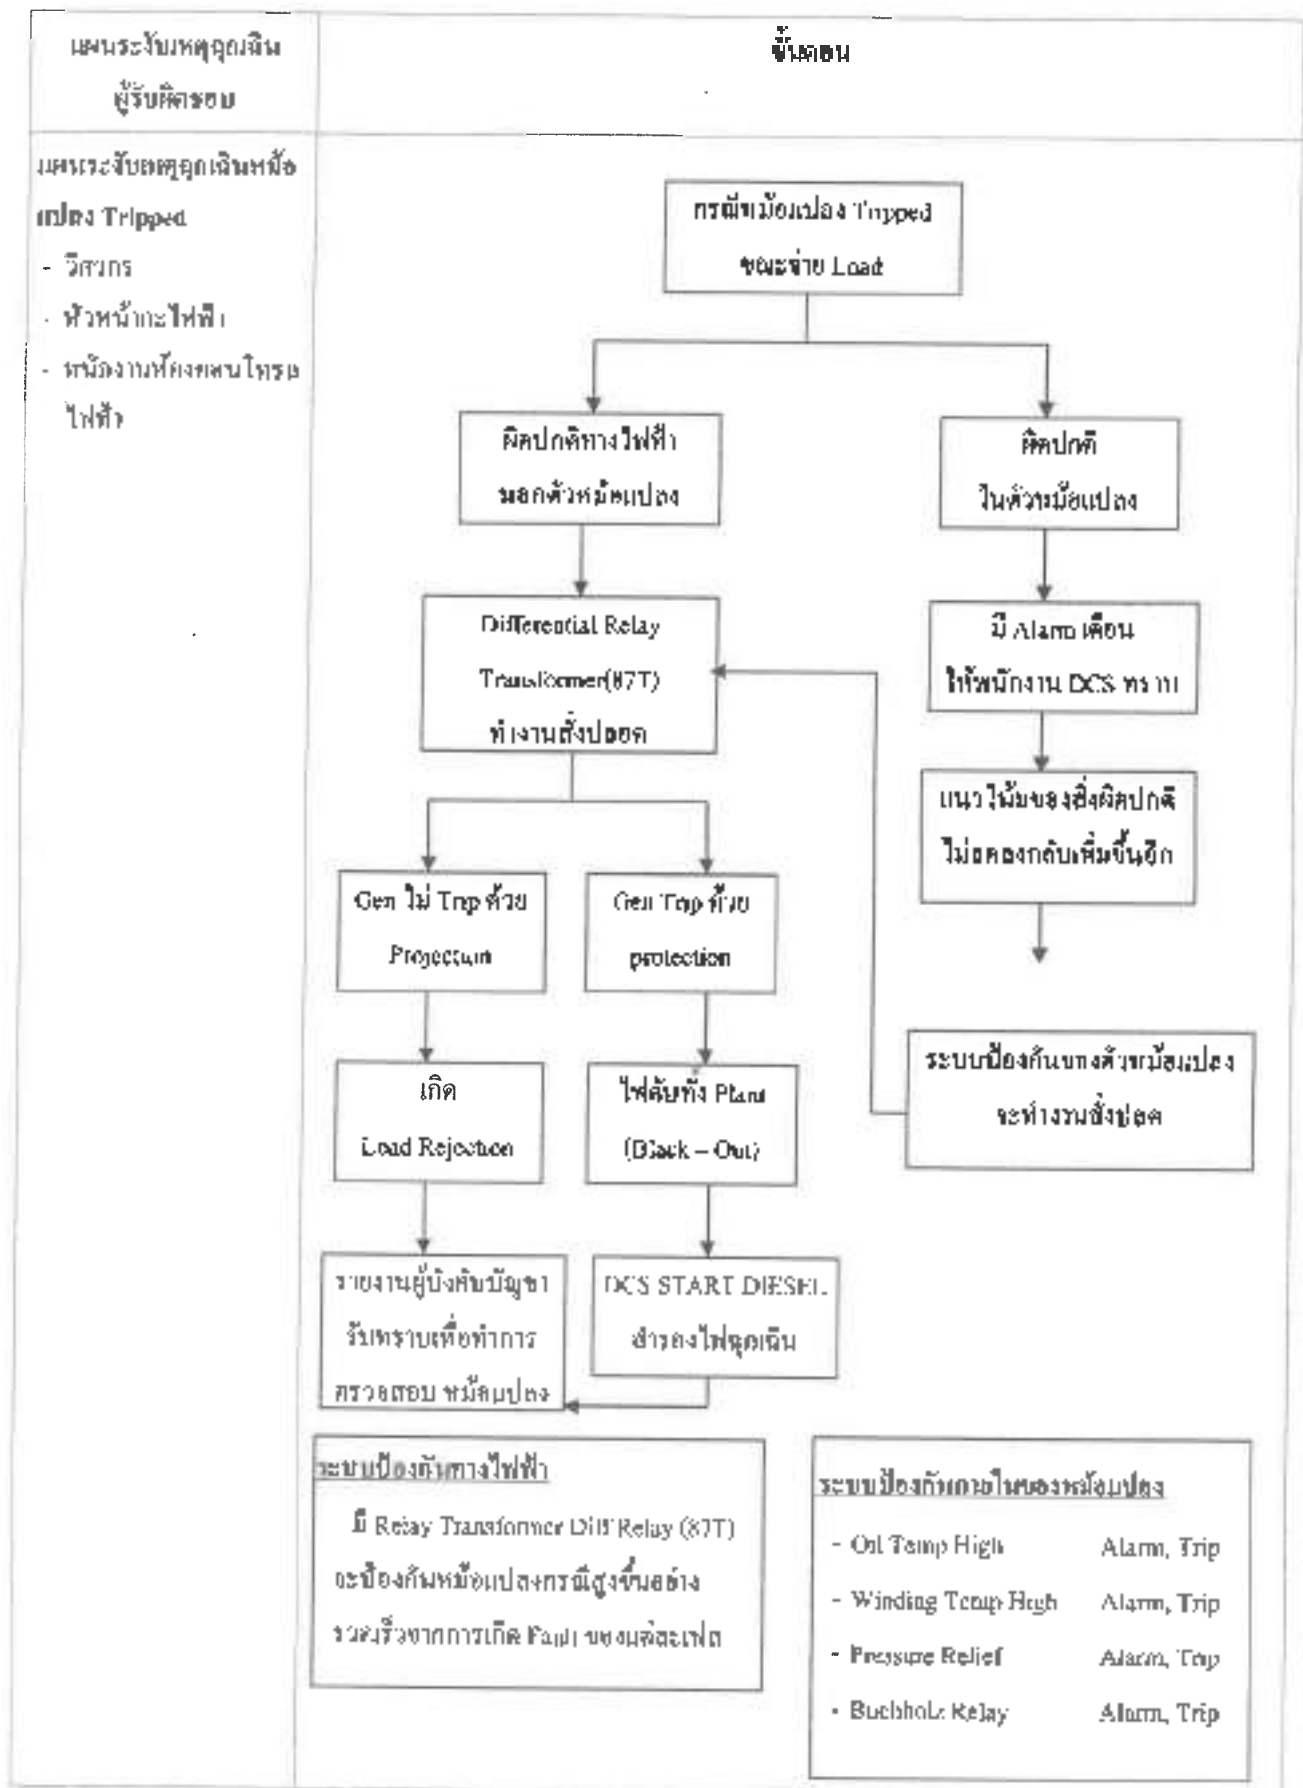 แผนระงับเหตุฉุกเฉิน
ผู้รับผิดชอบ
ขั้นตอน
แผนระงับเหตุฉุกเฉินหม้อ
แปลง Tripped
- วิศวกร
- หัวหน้ากะไฟฟ้า
- พนักงานห้องคอนโทรล
ไฟฟ้า
กรณีหม้อแปลง Tripped
ขณะจ่าย Load
ผิดปกติทางไฟฟ้า
นอกตัวหม้อแปลง
ผิดปกติ
ในตัวหม้อแปลง
Differential Relay
Transformer(87T)
ทำงานสั่งปลอด
มี Alarm เตือน
ให้พนักงาน DCS ทราบ
แนวโน้มของสิ่งผิดปกติ
ไม่ลดลงกลับเพิ่มขึ้นอีก
Gen ไม่ Trip ด้วย
Projection
Gen Trip ด้วย
protection
ระบบป้องกันของตัวหม้อแปลง
จะทำงานสั่งปลด
เกิด
Load Rejection
ไฟดับทั้ง Plant
(Black – Out)
รายงานผู้บังคับบัญชา
รับทราบเพื่อทำการ
ตรวจสอบ หม้อแปลง
DCS START DIESEL
สำรองไฟฉุกเฉิน
ระบบป้องกันทางไฟฟ้า
มี Relay Transformer Diff Relay (87T)
จะป้องกันหม้อแปลงกรณีสูงขึ้นอย่าง
รวดเร็วจากการเกิด Fault ของแต่ละเฟส
ระบบป้องกันภายในของหม้อแปลง
- Oil Temp High Alarm, Trip
- Winding Temp High Alarm, Trip
- Pressure Relief Alarm, Trip
- Buchholz Relay Alarm, Trip